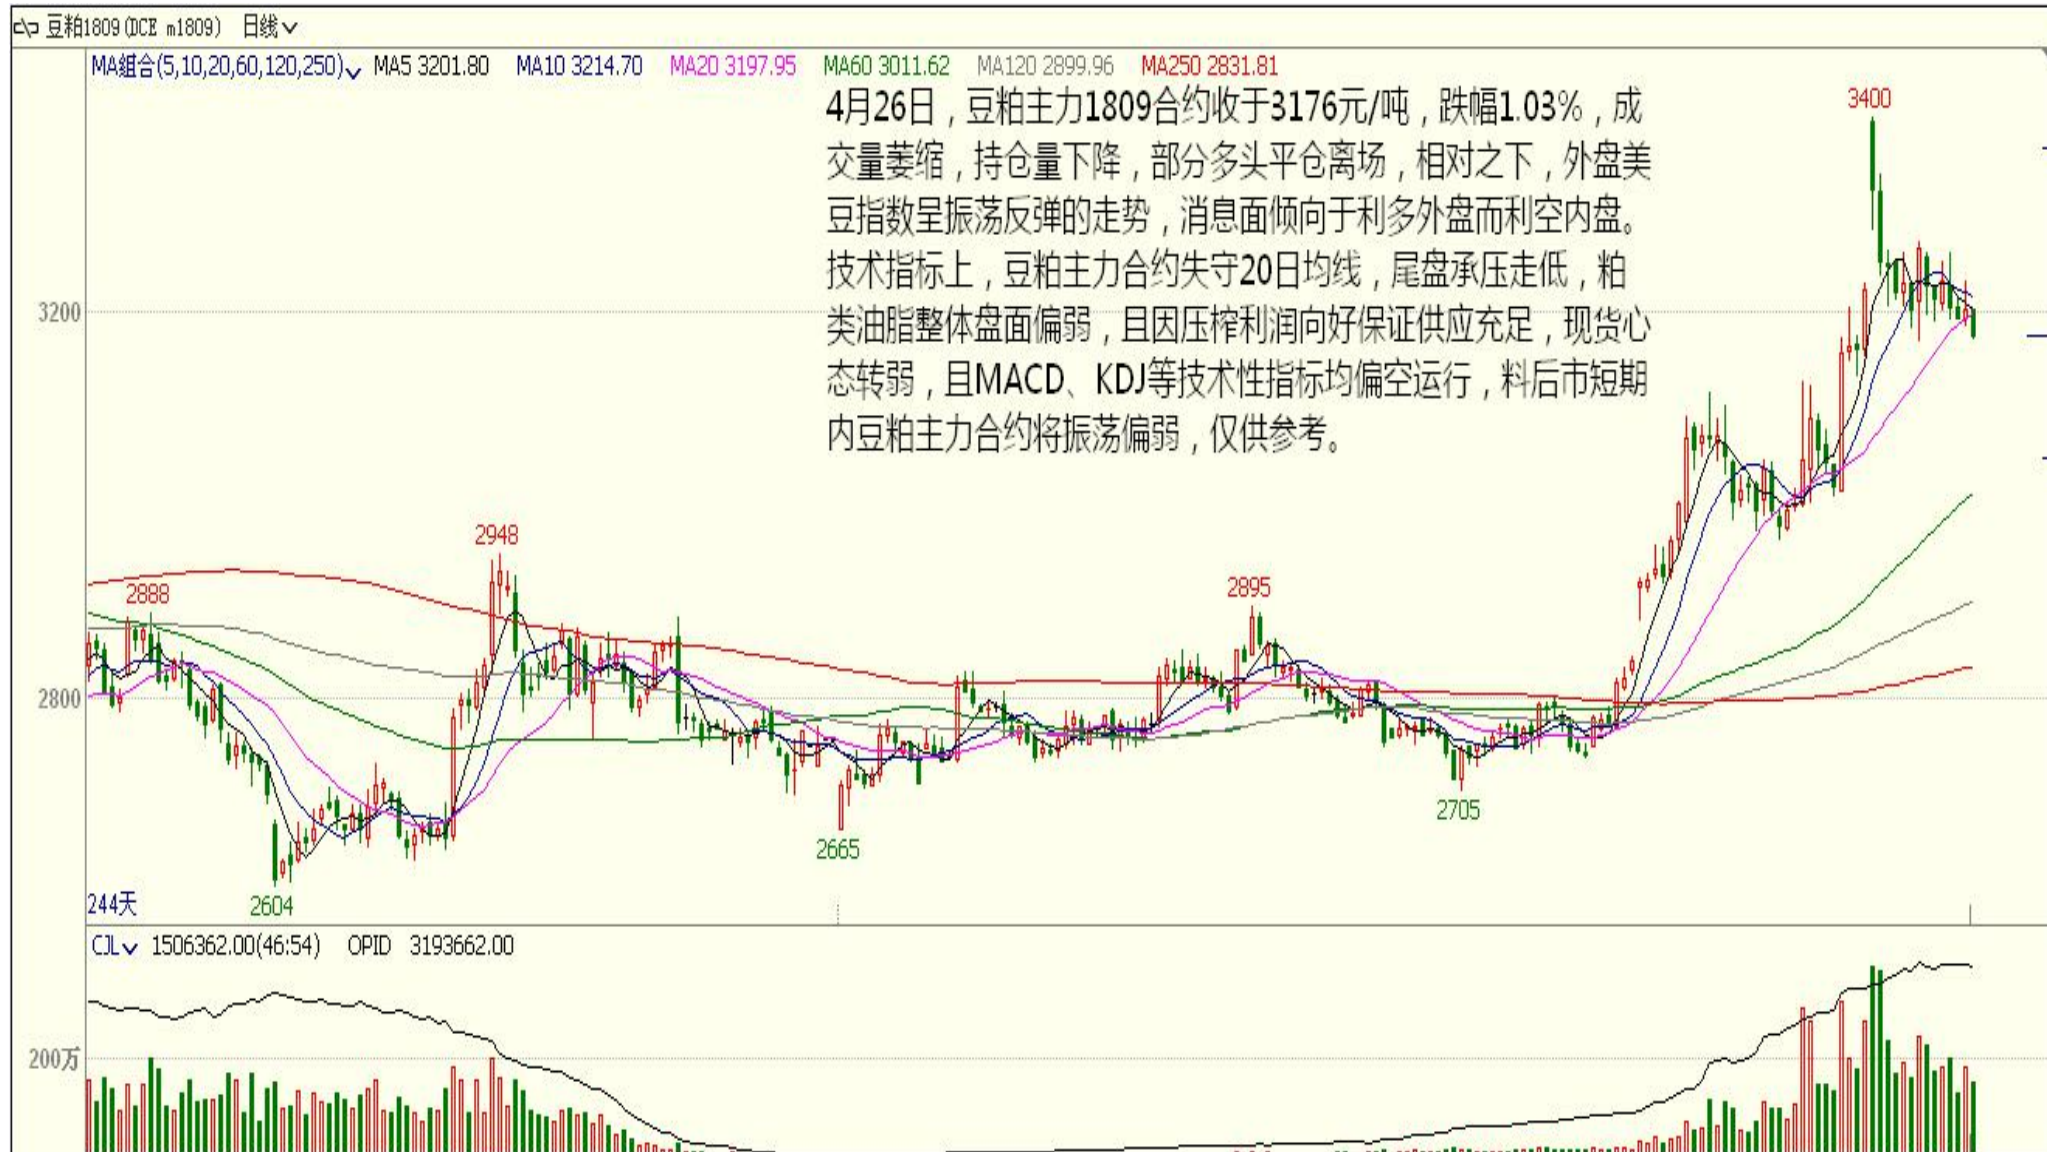 豆粕1809(DCE m1809) 日线
MA组合(5,10,20,60,120,250) MA5 3201.80 MA10 3214.70 MA20 3197.95 MA60 3011.62 MA120 2899.96 MA250 2831.81
4月26日，豆粕主力1809合约收于3176元/吨，跌幅1.03%，成
交量萎缩，持仓量下降，部分多头平仓离场，相对之下，外盘美
豆指数呈振荡反弹的走势，消息面倾向于利多外盘而利空内盘。
技术指标上，豆粕主力合约失守20日均线，尾盘承压走低，粕
类油脂整体盘面偏弱，且因压榨利润向好保证供应充足，现货心
态转弱，且MACD、KDJ等技术性指标均偏空运行，料后市短期
内豆粕主力合约将振荡偏弱，仅供参考。
3400
3200
2948
2888
2895
2800
2705
2665
2604
244天
CJL 1506362.00(46:54) OPID 3193662.00
200万